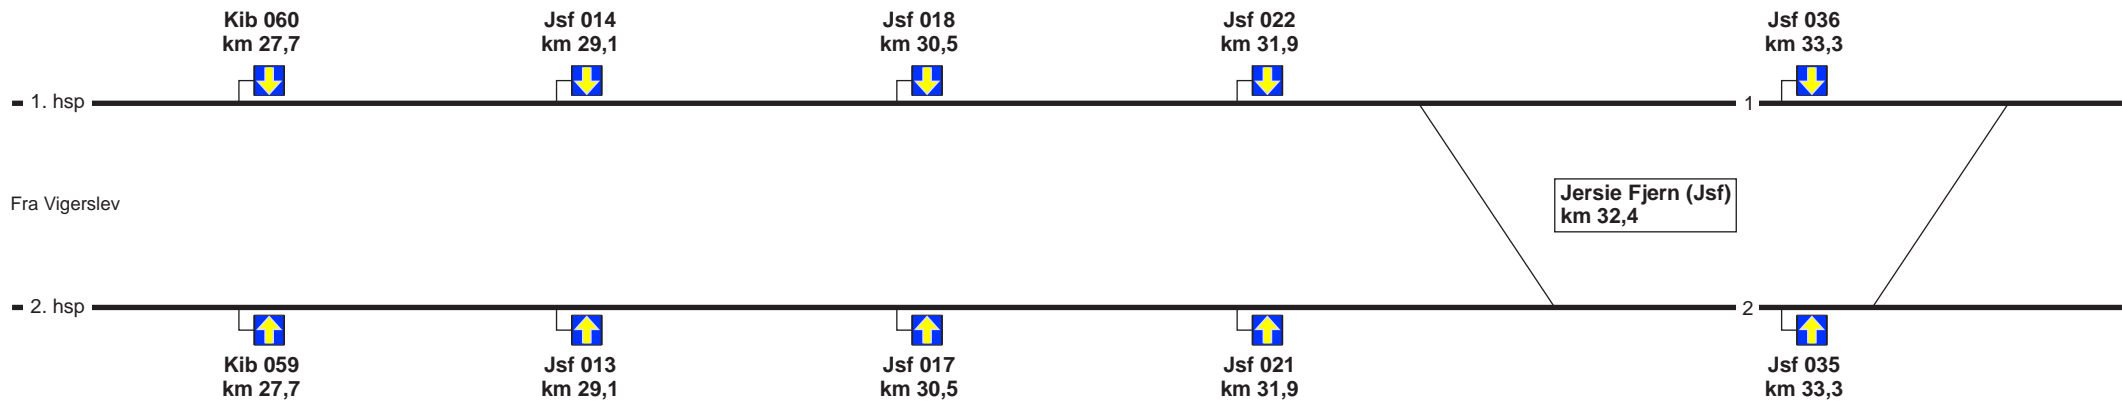 Kib 060
km 27,7
Jsf 014
km 29,1
Jsf 018
km 30,5
Jsf 022
km 31,9
Jsf 036
km 33,3
1. hsp
1
Fra Vigerslev
Jersie Fjern (Jsf)
km 32,4
2. hsp
2
Kib 059
km 27,7
Jsf 013
km 29,1
Jsf 017
km 30,5
Jsf 021
km 31,9
Jsf 035
km 33,3